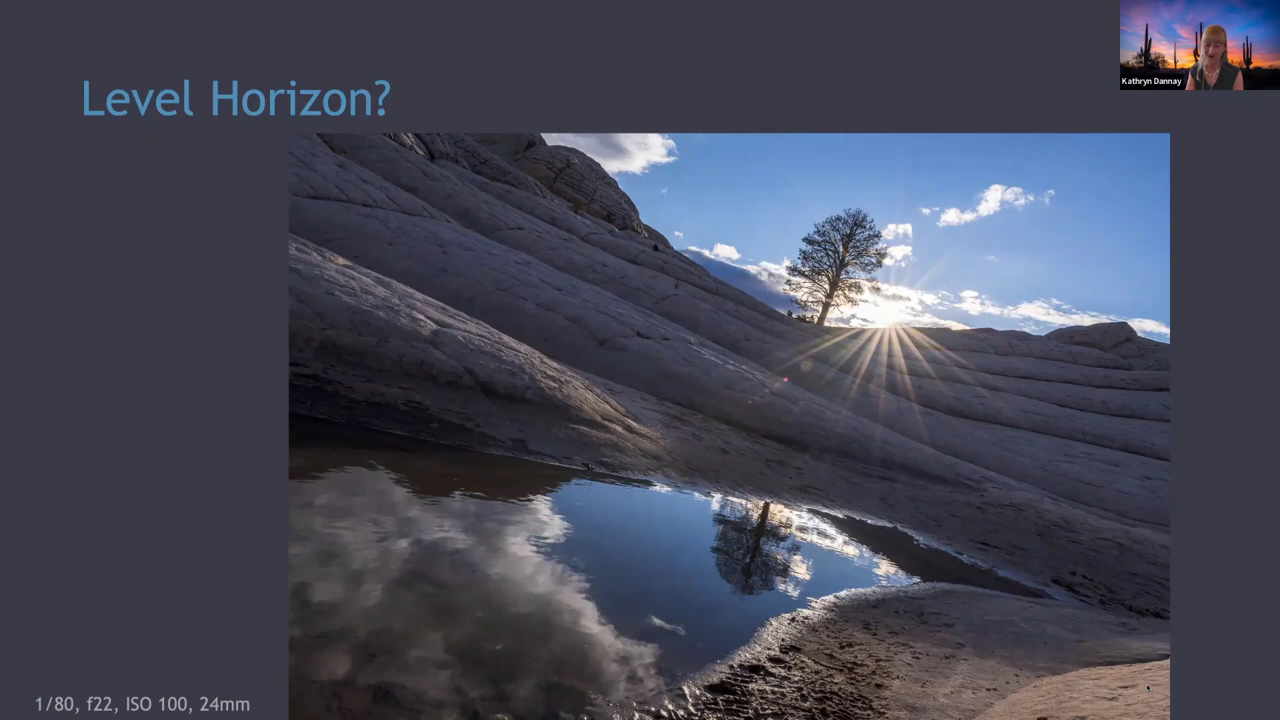 Level Horizon?
Kathryn Dannay
1/80, f22, ISO 100, 24mm